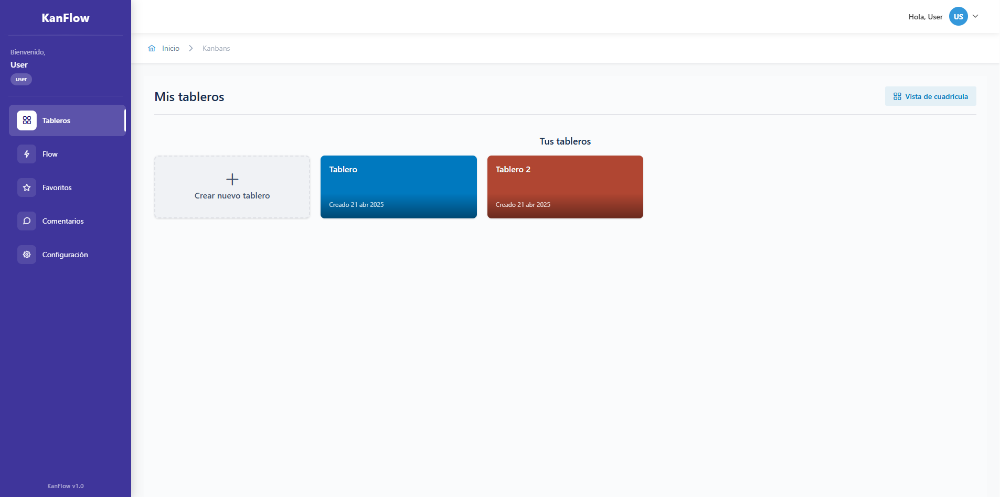 KanFlow
Bienvenido,
User
user
Tableros
Flow
Favoritos
Comentarios
Configuración
KanFlow v1.0
Hola, User
US
Inicio
Kanbans
Mis tableros
Vista de cuadrícula
Tus tableros
Crear nuevo tablero
Tablero
Creado 21 abr 2025
Tablero 2
Creado 21 abr 2025